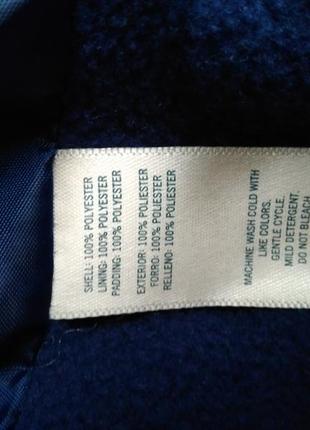 SHELL: 100% POLYESTER
LINING: 100% POLYESTER
PADDING: 100% POLYESTER
EXTERIOR: 100% POLIESTER
FORRO: 100% POLIESTER
RELLENO: 100% POLIESTER
MACHINE WASH COLD WITH
LIKE COLORS.
GENTLE CYCLE.
MILD DETERGENT.
DO NOT BLEACH.